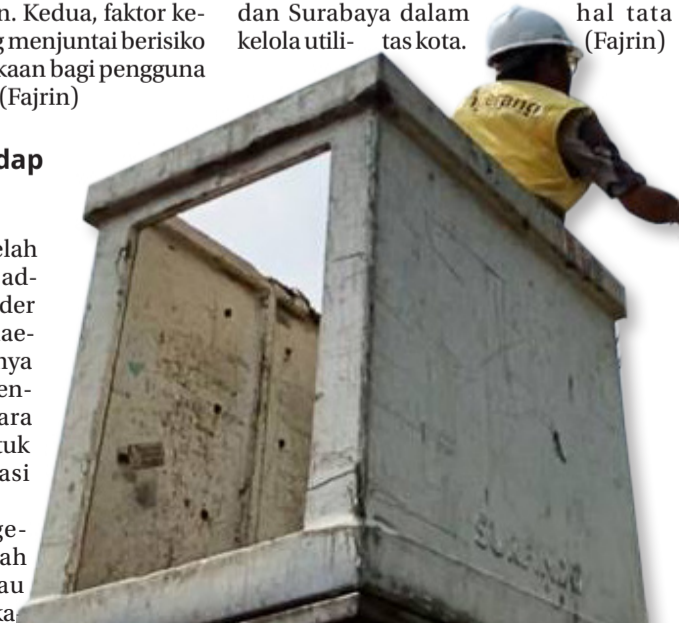 n. Kedua, faktor ke-
g menjuntai berisiko
kaan bagi pengguna
(Fajrin)
dap
elah
ad-
der
ae-
nya
en-
ara
tuk
asi
ge-
ah
au
ka-
dan Surabaya dalam hal tata
kelola utili- tas kota. (Fajrin)